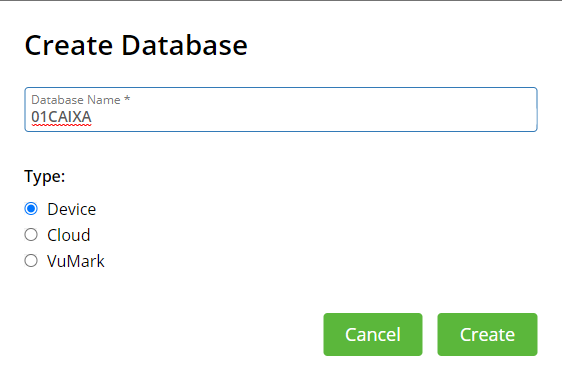 Create Database
Database Name *
01CAIXA
Type:
Device
Cloud
VuMark
Cancel
Create